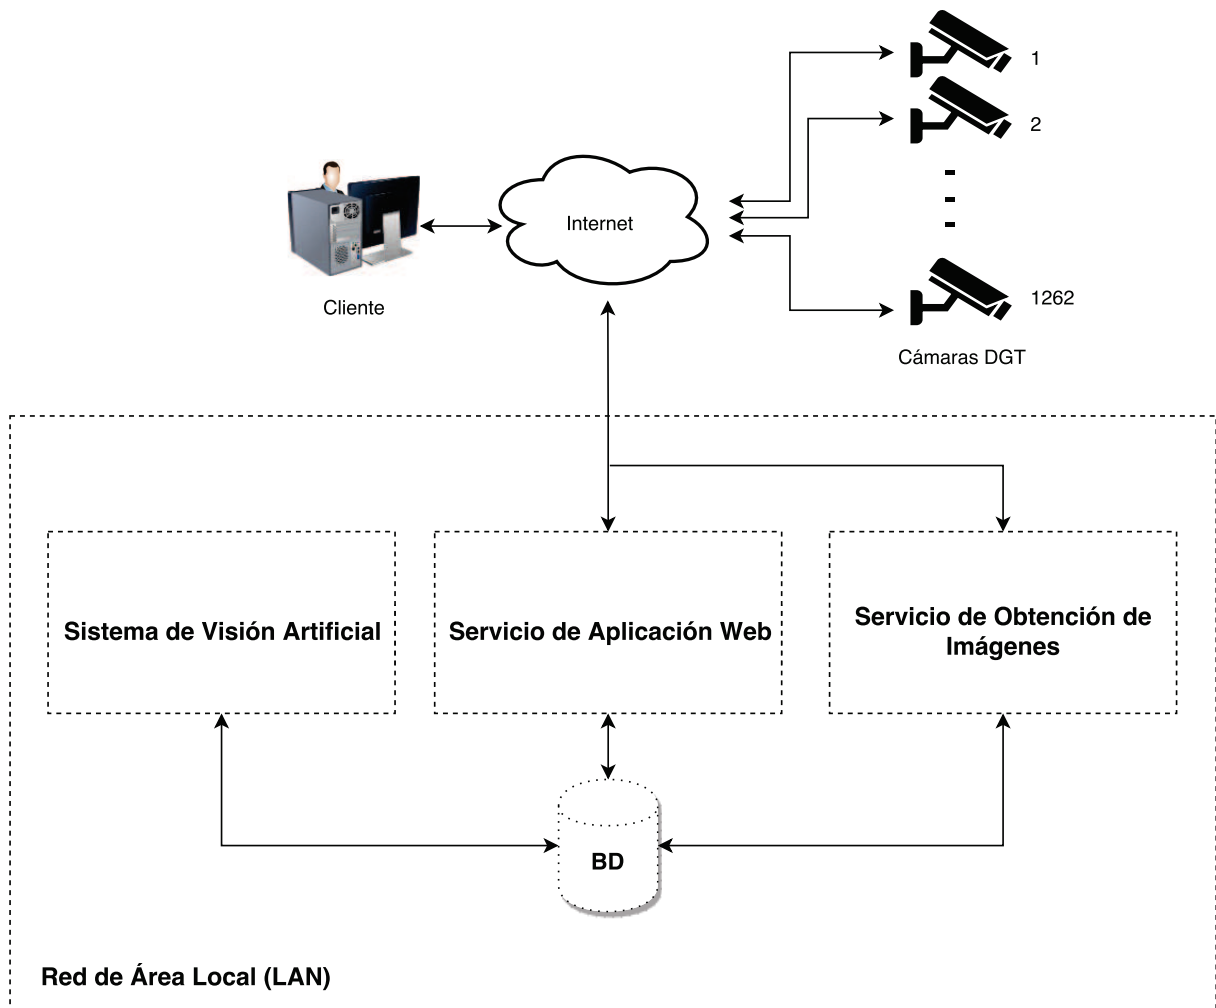 1
2
Internet
Cliente
1262
Cámaras DGT
Sistema de Visión Artificial
Servicio de Aplicación Web
Servicio de Obtención de
Imágenes
BD
Red de Área Local (LAN)